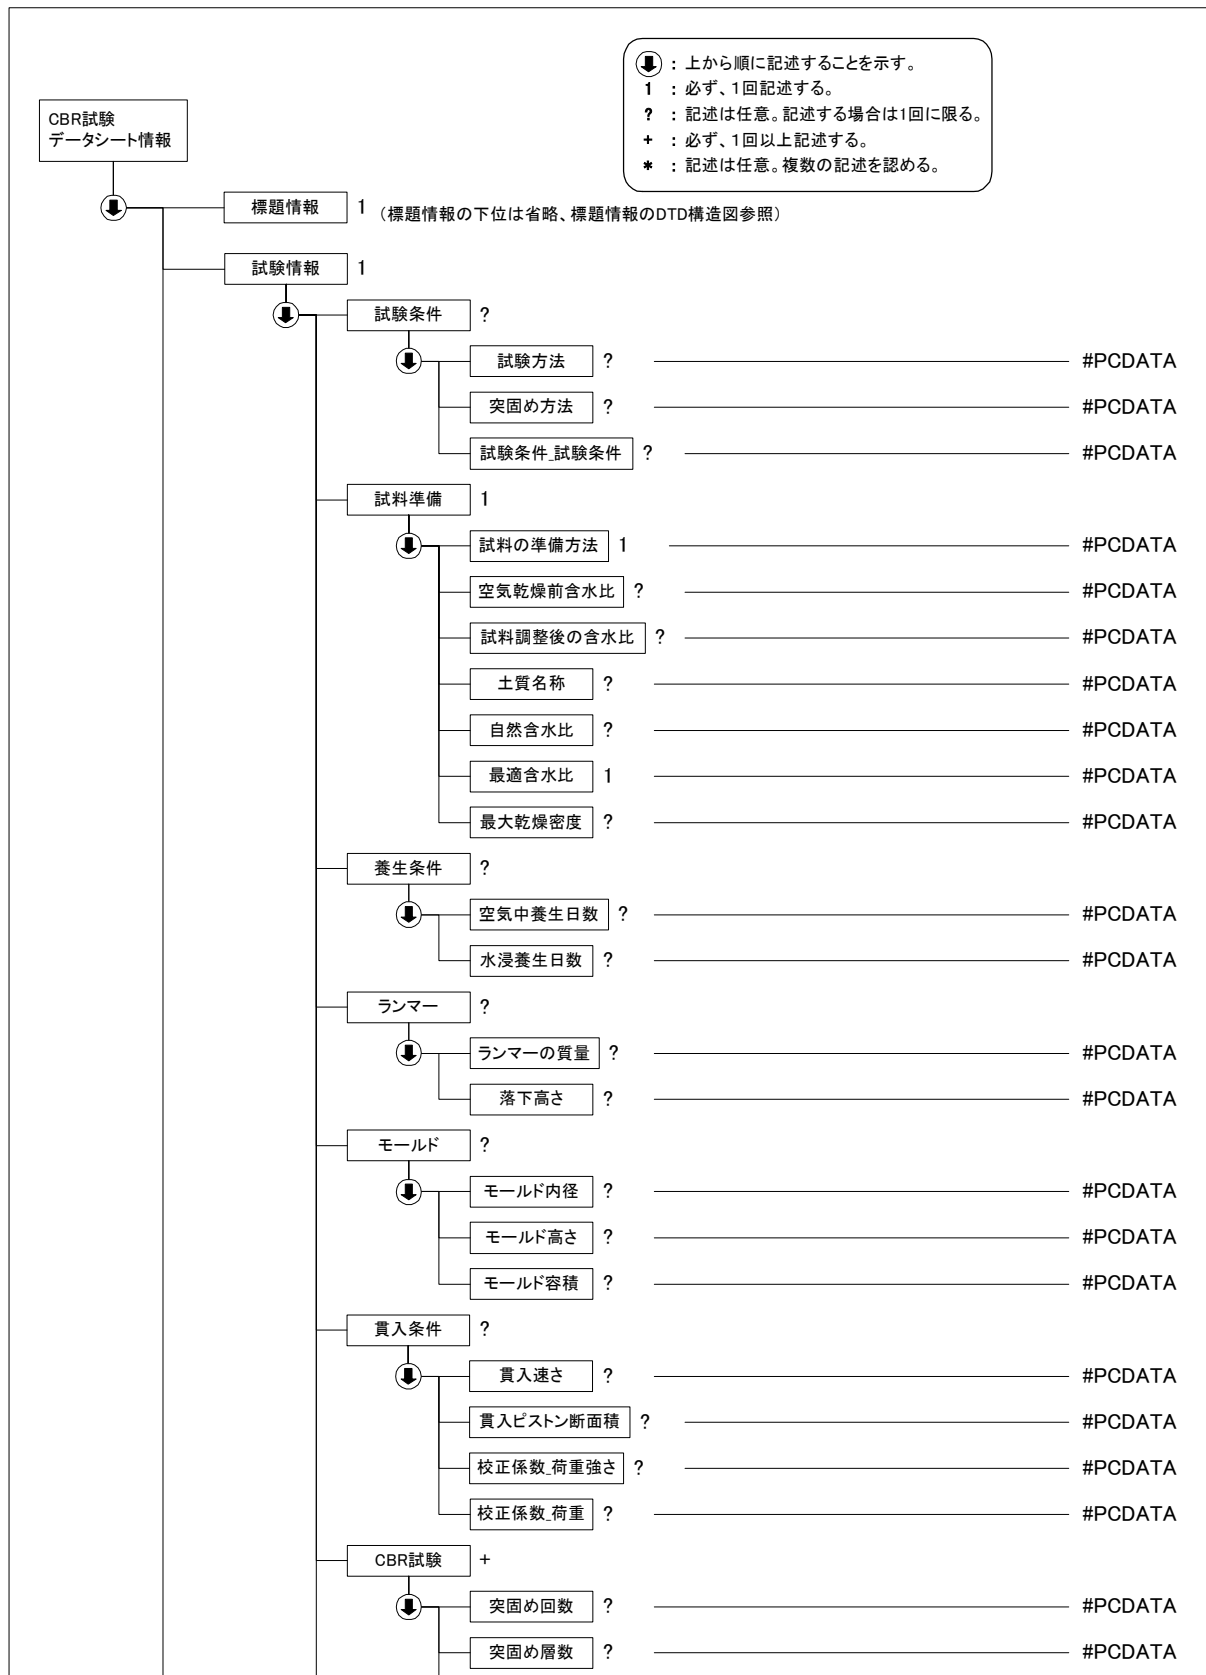 ⬇ : 上から順に記述することを示す。
1 : 必ず、1回記述する。
? : 記述は任意。記述する場合は1回に限る。
+ : 必ず、1回以上記述する。
* : 記述は任意。複数の記述を認める。
CBR試験
データシート情報
標題情報 1 (標題情報の下位は省略、標題情報のDTD構造図参照)
試験情報 1
試験条件 ?
試験方法 ? #PCDATA
突固め方法 ? #PCDATA
試験条件_試験条件 ? #PCDATA
試料準備 1
試料の準備方法 1 #PCDATA
空気乾燥前含水比 ? #PCDATA
試料調整後の含水比 ? #PCDATA
土質名称 ? #PCDATA
自然含水比 ? #PCDATA
最適含水比 1 #PCDATA
最大乾燥密度 ? #PCDATA
養生条件 ?
空気中養生日数 ? #PCDATA
水浸養生日数 ? #PCDATA
ランマー ?
ランマーの質量 ? #PCDATA
落下高さ ? #PCDATA
モールド ?
モールド内径 ? #PCDATA
モールド高さ ? #PCDATA
モールド容積 ? #PCDATA
貫入条件 ?
貫入速さ ? #PCDATA
貫入ピストン断面積 ? #PCDATA
校正係数_荷重強さ ? #PCDATA
校正係数_荷重 ? #PCDATA
CBR試験 +
突固め回数 ? #PCDATA
突固め層数 ? #PCDATA